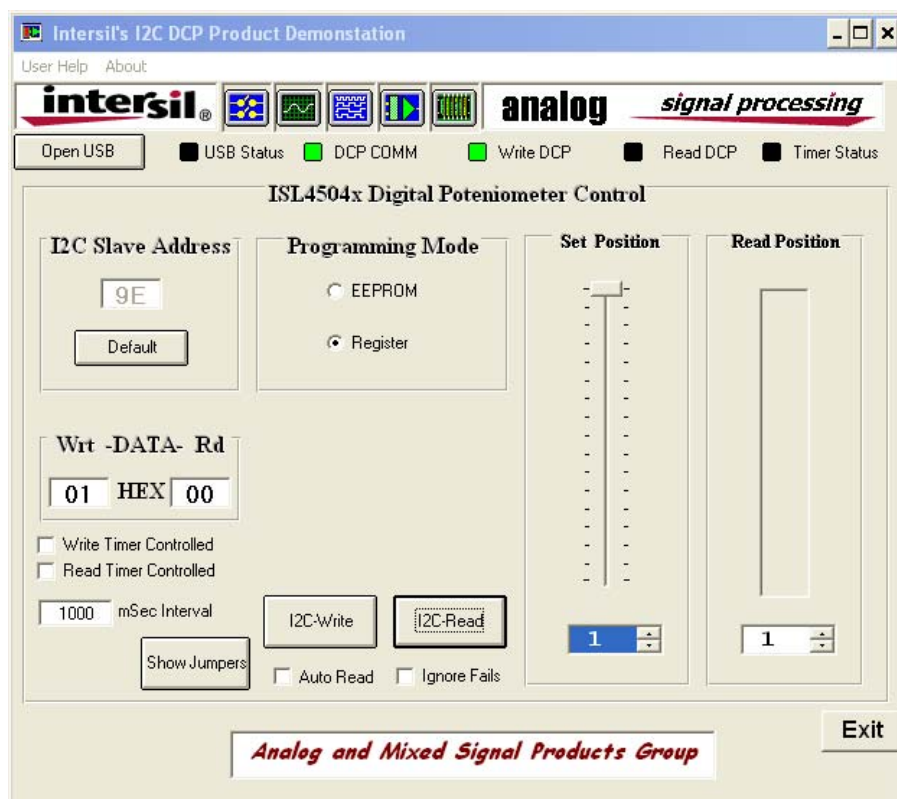 Intersil's I2C DCP Product Demonstation
User Help About
intersil® analog signal processing
Open USB USB Status DCP COMM Write DCP Read DCP Timer Status
ISL4504x Digital Poteniometer Control
I2C Slave Address
9E
Default
Programming Mode
EEPROM
Register
Set Position
1
Read Position
1
Wrt -DATA- Rd
01 HEX 00
Write Timer Controlled
Read Timer Controlled
1000 mSec Interval
Show Jumpers
I2C-Write I2C-Read
Auto Read Ignore Fails
Exit
Analog and Mixed Signal Products Group